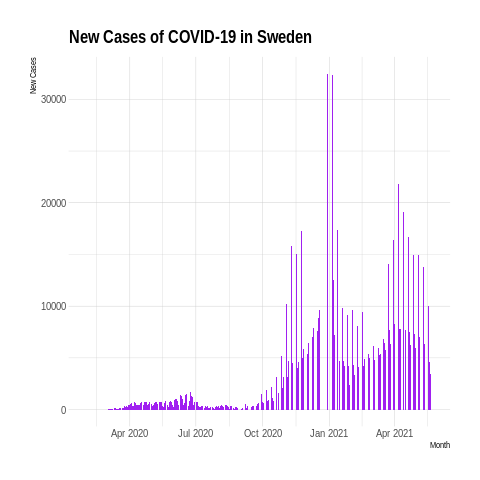 New Cases of COVID-19 in Sweden
New Cases
30000
20000
10000
0
Apr 2020 Jul 2020 Oct 2020 Jan 2021 Apr 2021
Month